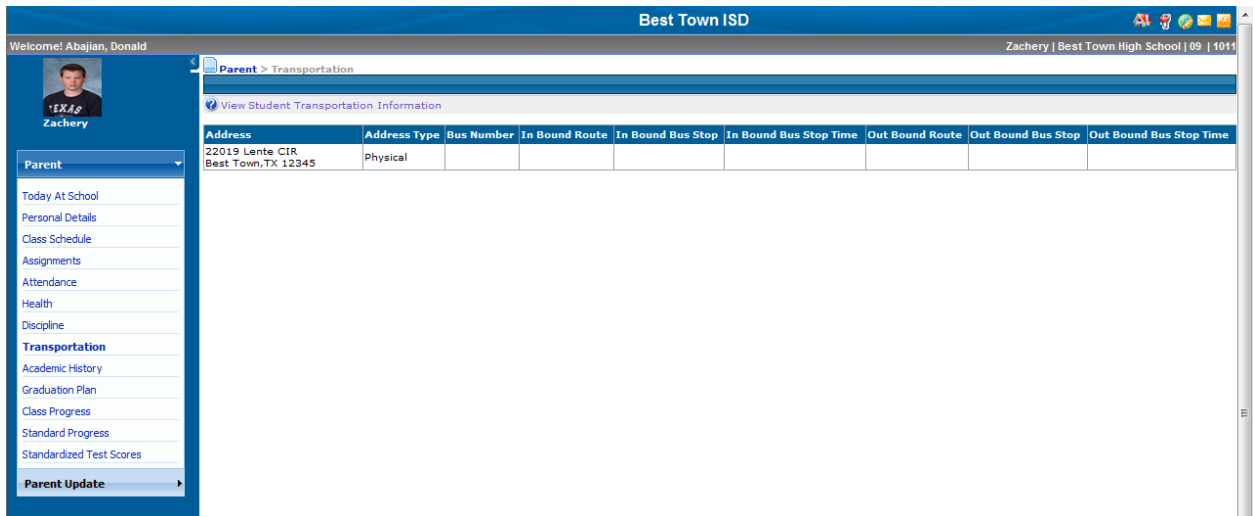 Best Town ISD
Welcome! Abajian, Donald
Zachery | Best Town High School | 09 | 1011
TEXAS
Zachery
Parent
Today At School
Personal Details
Class Schedule
Assignments
Attendance
Health
Discipline
Transportation
Academic History
Graduation Plan
Class Progress
Standard Progress
Standardized Test Scores
Parent Update
Parent > Transportation
View Student Transportation Information
Address Address Type Bus Number In Bound Route In Bound Bus Stop In Bound Bus Stop Time Out Bound Route Out Bound Bus Stop Out Bound Bus Stop Time
22019 Lente CIR
Best Town,TX 12345 Physical